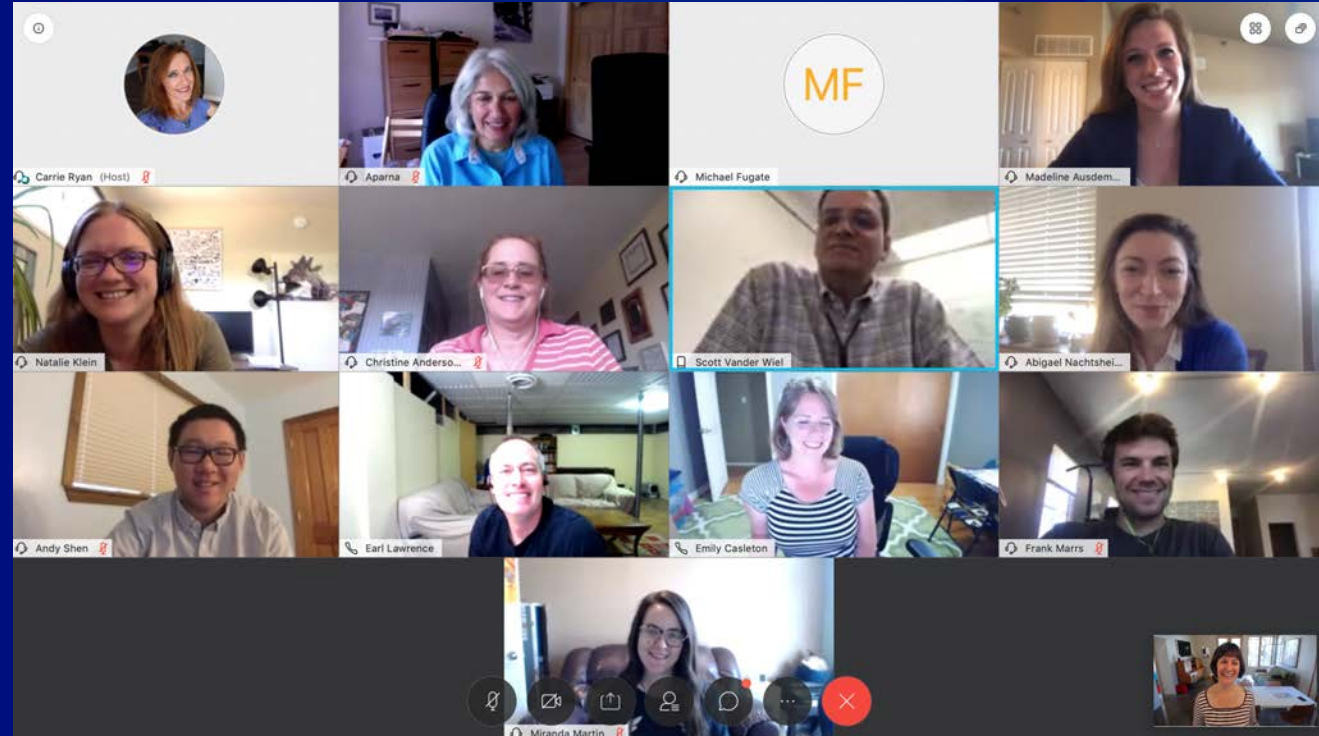 MF
Carrie Ryan (Host)
Aparna
Michael Fugate
Madeline Ausdem...
Natalie Klein
Christine Anderso...
Scott Vander Wiel
Abigael Nachtshei...
Andy Shen
Earl Lawrence
Emily Casleton
Frank Marrs
Miranda Martin